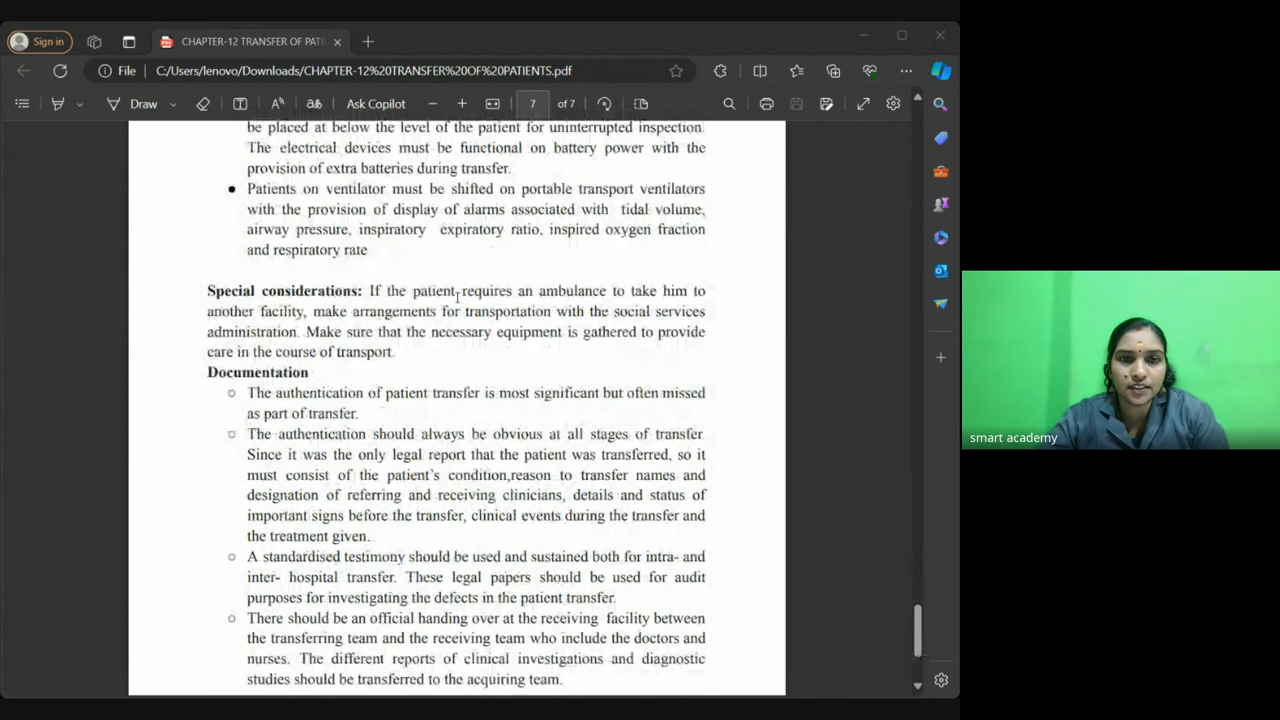 Sign in
CHAPTER-12 TRANSFER OF PATI
File
C:/Users/lenovo/Downloads/CHAPTER-12%20TRANSFER%20OF%20PATIENTS.pdf
Draw
Ask Copilot
7
of 7
be placed at below the level of the patient for uninterrupted inspection.
The electrical devices must be functional on battery power with the
provision of extra batteries during transfer.
● Patients on ventilator must be shifted on portable transport ventilators
with the provision of display of alarms associated with tidal volume,
airway pressure, inspiratory expiratory ratio, inspired oxygen fraction
and respiratory rate
Special considerations: If the patient requires an ambulance to take him to
another facility, make arrangements for transportation with the social services
administration. Make sure that the necessary equipment is gathered to provide
care in the course of transport.
Documentation
○ The authentication of patient transfer is most significant but often missed
as part of transfer.
○ The authentication should always be obvious at all stages of transfer.
Since it was the only legal report that the patient was transferred, so it
must consist of the patient's condition,reason to transfer names and
designation of referring and receiving clinicians, details and status of
important signs before the transfer, clinical events during the transfer and
the treatment given.
○ A standardised testimony should be used and sustained both for intra- and
inter- hospital transfer. These legal papers should be used for audit
purposes for investigating the defects in the patient transfer.
○ There should be an official handing over at the receiving facility between
the transferring team and the receiving team who include the doctors and
nurses. The different reports of clinical investigations and diagnostic
studies should be transferred to the acquiring team.
smart academy